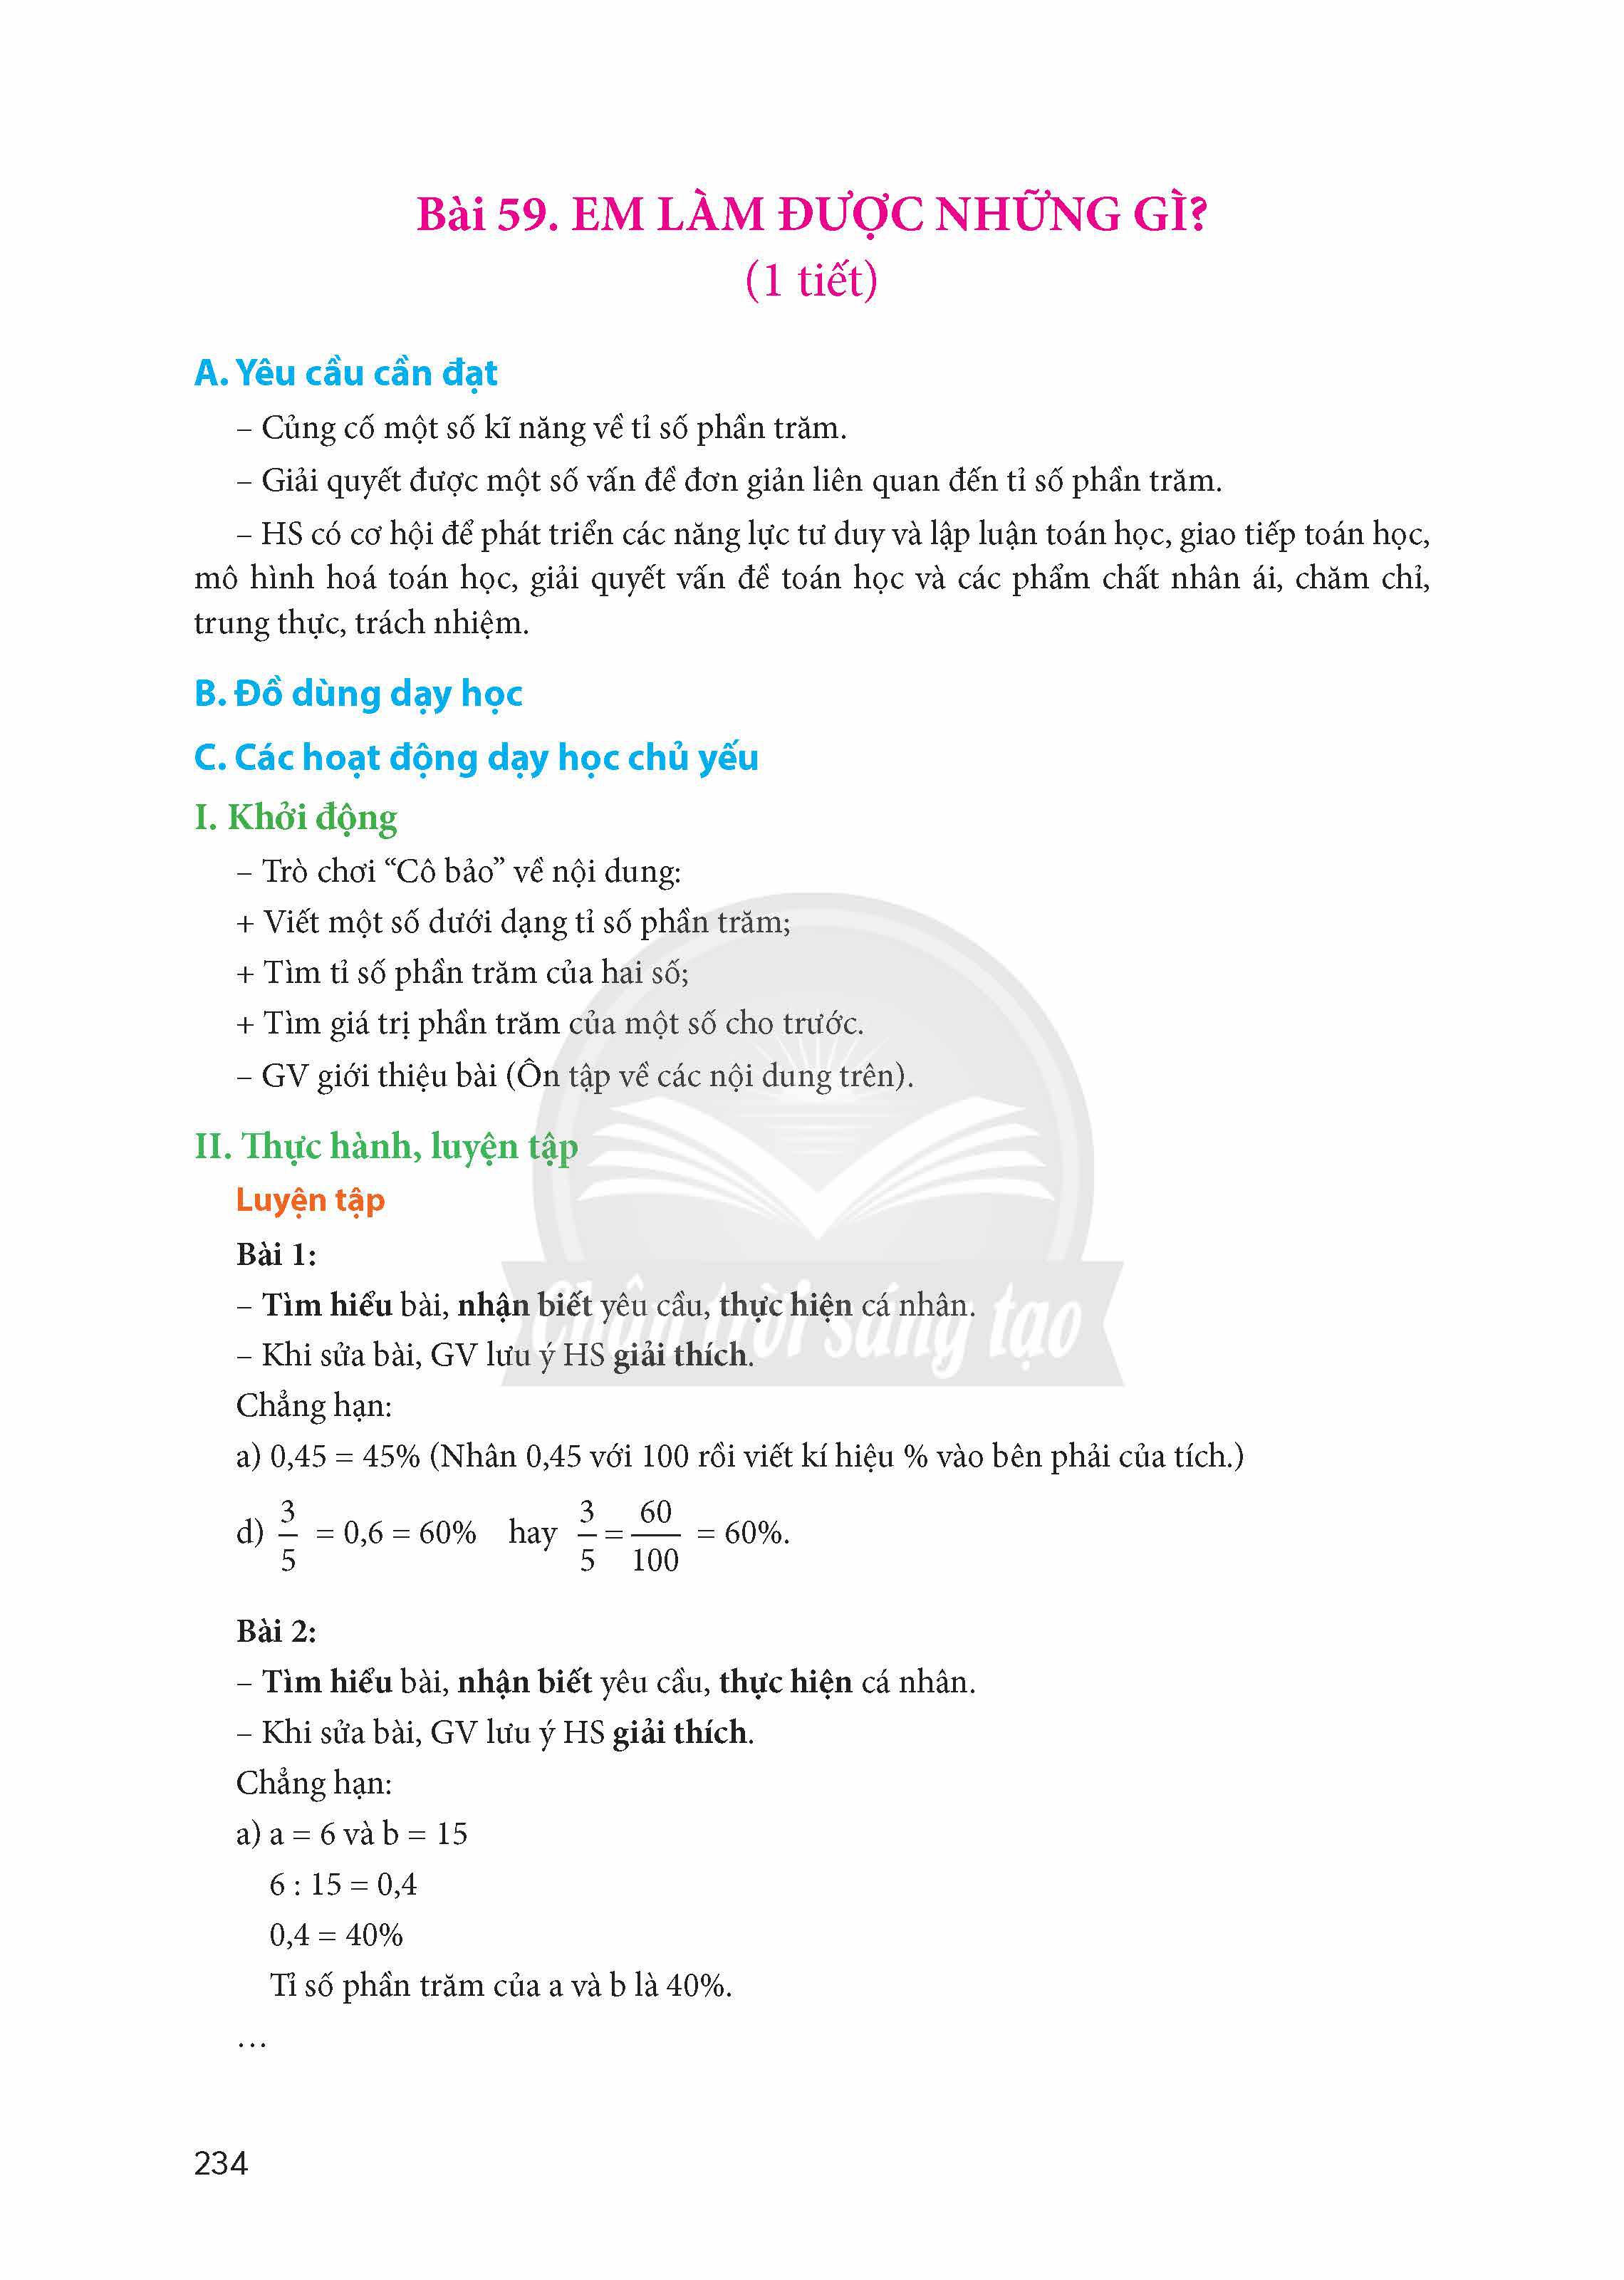 Bài 59. EM LÀM ĐƯỢC NHỮNG GÌ?
(1 tiết)
A. Yêu cầu cần đạt
– Củng cố một số kĩ năng về tỉ số phần trăm.
– Giải quyết được một số vấn đề đơn giản liên quan đến tỉ số phần trăm.
– HS có cơ hội để phát triển các năng lực tư duy và lập luận toán học, giao tiếp toán học,
mô hình hoá toán học, giải quyết vấn đề toán học và các phẩm chất nhân ái, chăm chỉ,
trung thực, trách nhiệm.
B. Đồ dùng dạy học
C. Các hoạt động dạy học chủ yếu
I. Khởi động
– Trò chơi “Cô bảo” về nội dung:
+ Viết một số dưới dạng tỉ số phần trăm;
+ Tìm tỉ số phần trăm của hai số;
+ Tìm giá trị phần trăm của một số cho trước.
– GV giới thiệu bài (Ôn tập về các nội dung trên).
II. Thực hành, luyện tập
Luyện tập
Bài 1:
– Tìm hiểu bài, nhận biết yêu cầu, thực hiện cá nhân.
Chân trời sáng tạo
– Khi sửa bài, GV lưu ý HS giải thích.
Chẳng hạn:
a) 0,45 = 45% (Nhân 0,45 với 100 rồi viết kí hiệu % vào bên phải của tích.)
d) 3/5 = 0,6 = 60% hay 3/5 = 60/100 = 60%.
Bài 2:
– Tìm hiểu bài, nhận biết yêu cầu, thực hiện cá nhân.
– Khi sửa bài, GV lưu ý HS giải thích.
Chẳng hạn:
a) a = 6 và b = 15
6 : 15 = 0,4
0,4 = 40%
Tỉ số phần trăm của a và b là 40%.
…
234